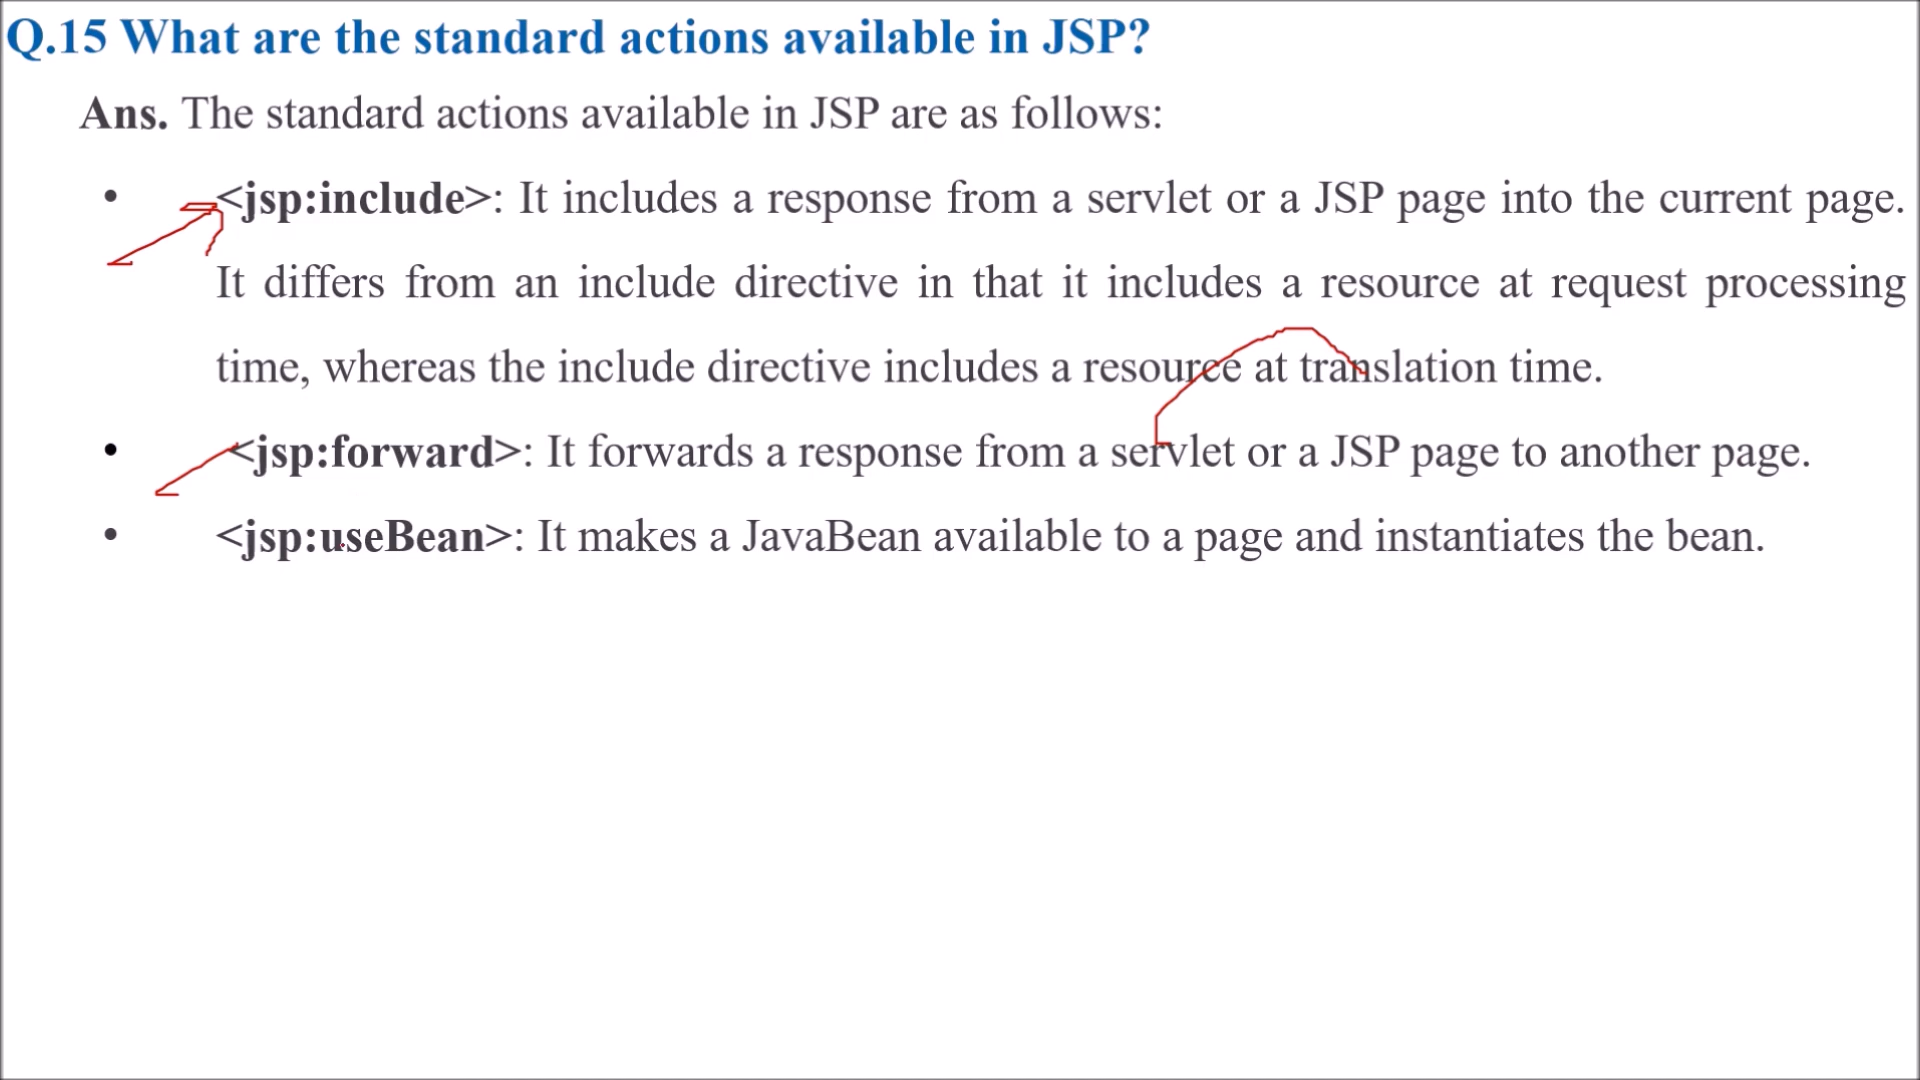 Q.15 What are the standard actions available in JSP?
Ans. The standard actions available in JSP are as follows:
• <jsp:include>: It includes a response from a servlet or a JSP page into the current page.
It differs from an include directive in that it includes a resource at request processing
time, whereas the include directive includes a resource at translation time.
• <jsp:forward>: It forwards a response from a servlet or a JSP page to another page.
• <jsp:useBean>: It makes a JavaBean available to a page and instantiates the bean.